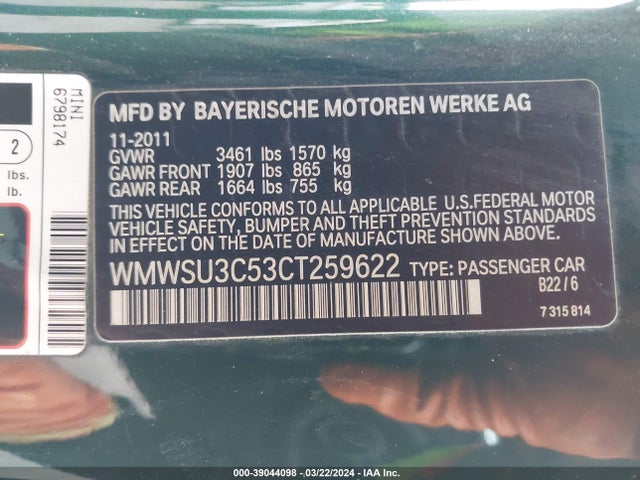 MINI
6798174
2
lbs.
lb.
MFD BY BAYERISCHE MOTOREN WERKE AG
11-2011
GVWR 3461 lbs 1570 kg
GAWR FRONT 1907 lbs 865 kg
GAWR REAR 1664 lbs 755 kg
THIS VEHICLE CONFORMS TO ALL APPLICABLE U.S.FEDERAL MOTOR
VEHICLE SAFETY, BUMPER AND THEFT PREVENTION STANDARDS
IN EFFECT ON THE DATE OF MANUFACTURE SHOWN ABOVE.
WMWSU3C53CT259622 TYPE: PASSENGER CAR
B22 / 6
7 315 814
000-39044098 - 03/22/2024 - IAA Inc.